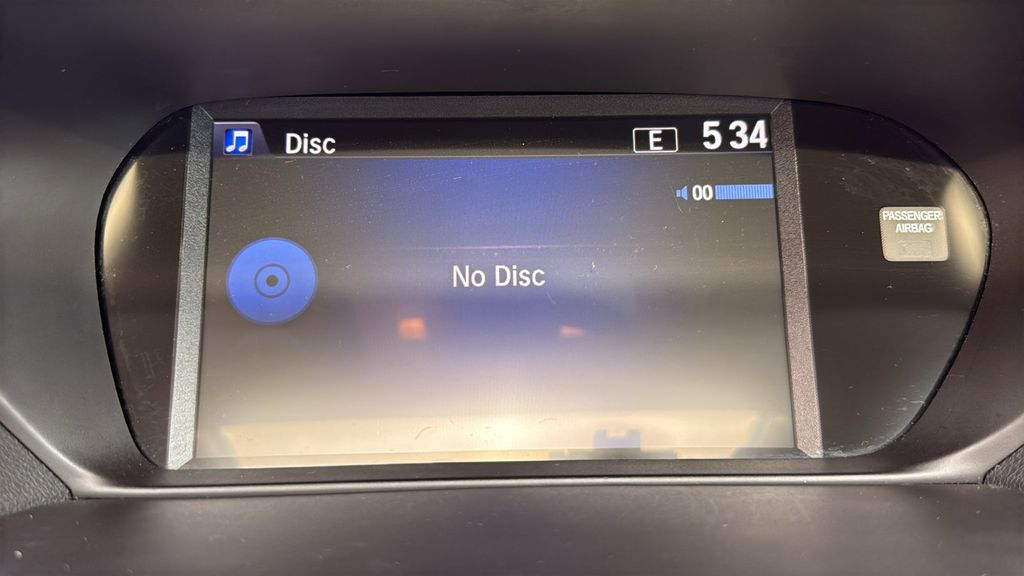 Disc
E
5 34
00
PASSENGER
AIRBAG
No Disc